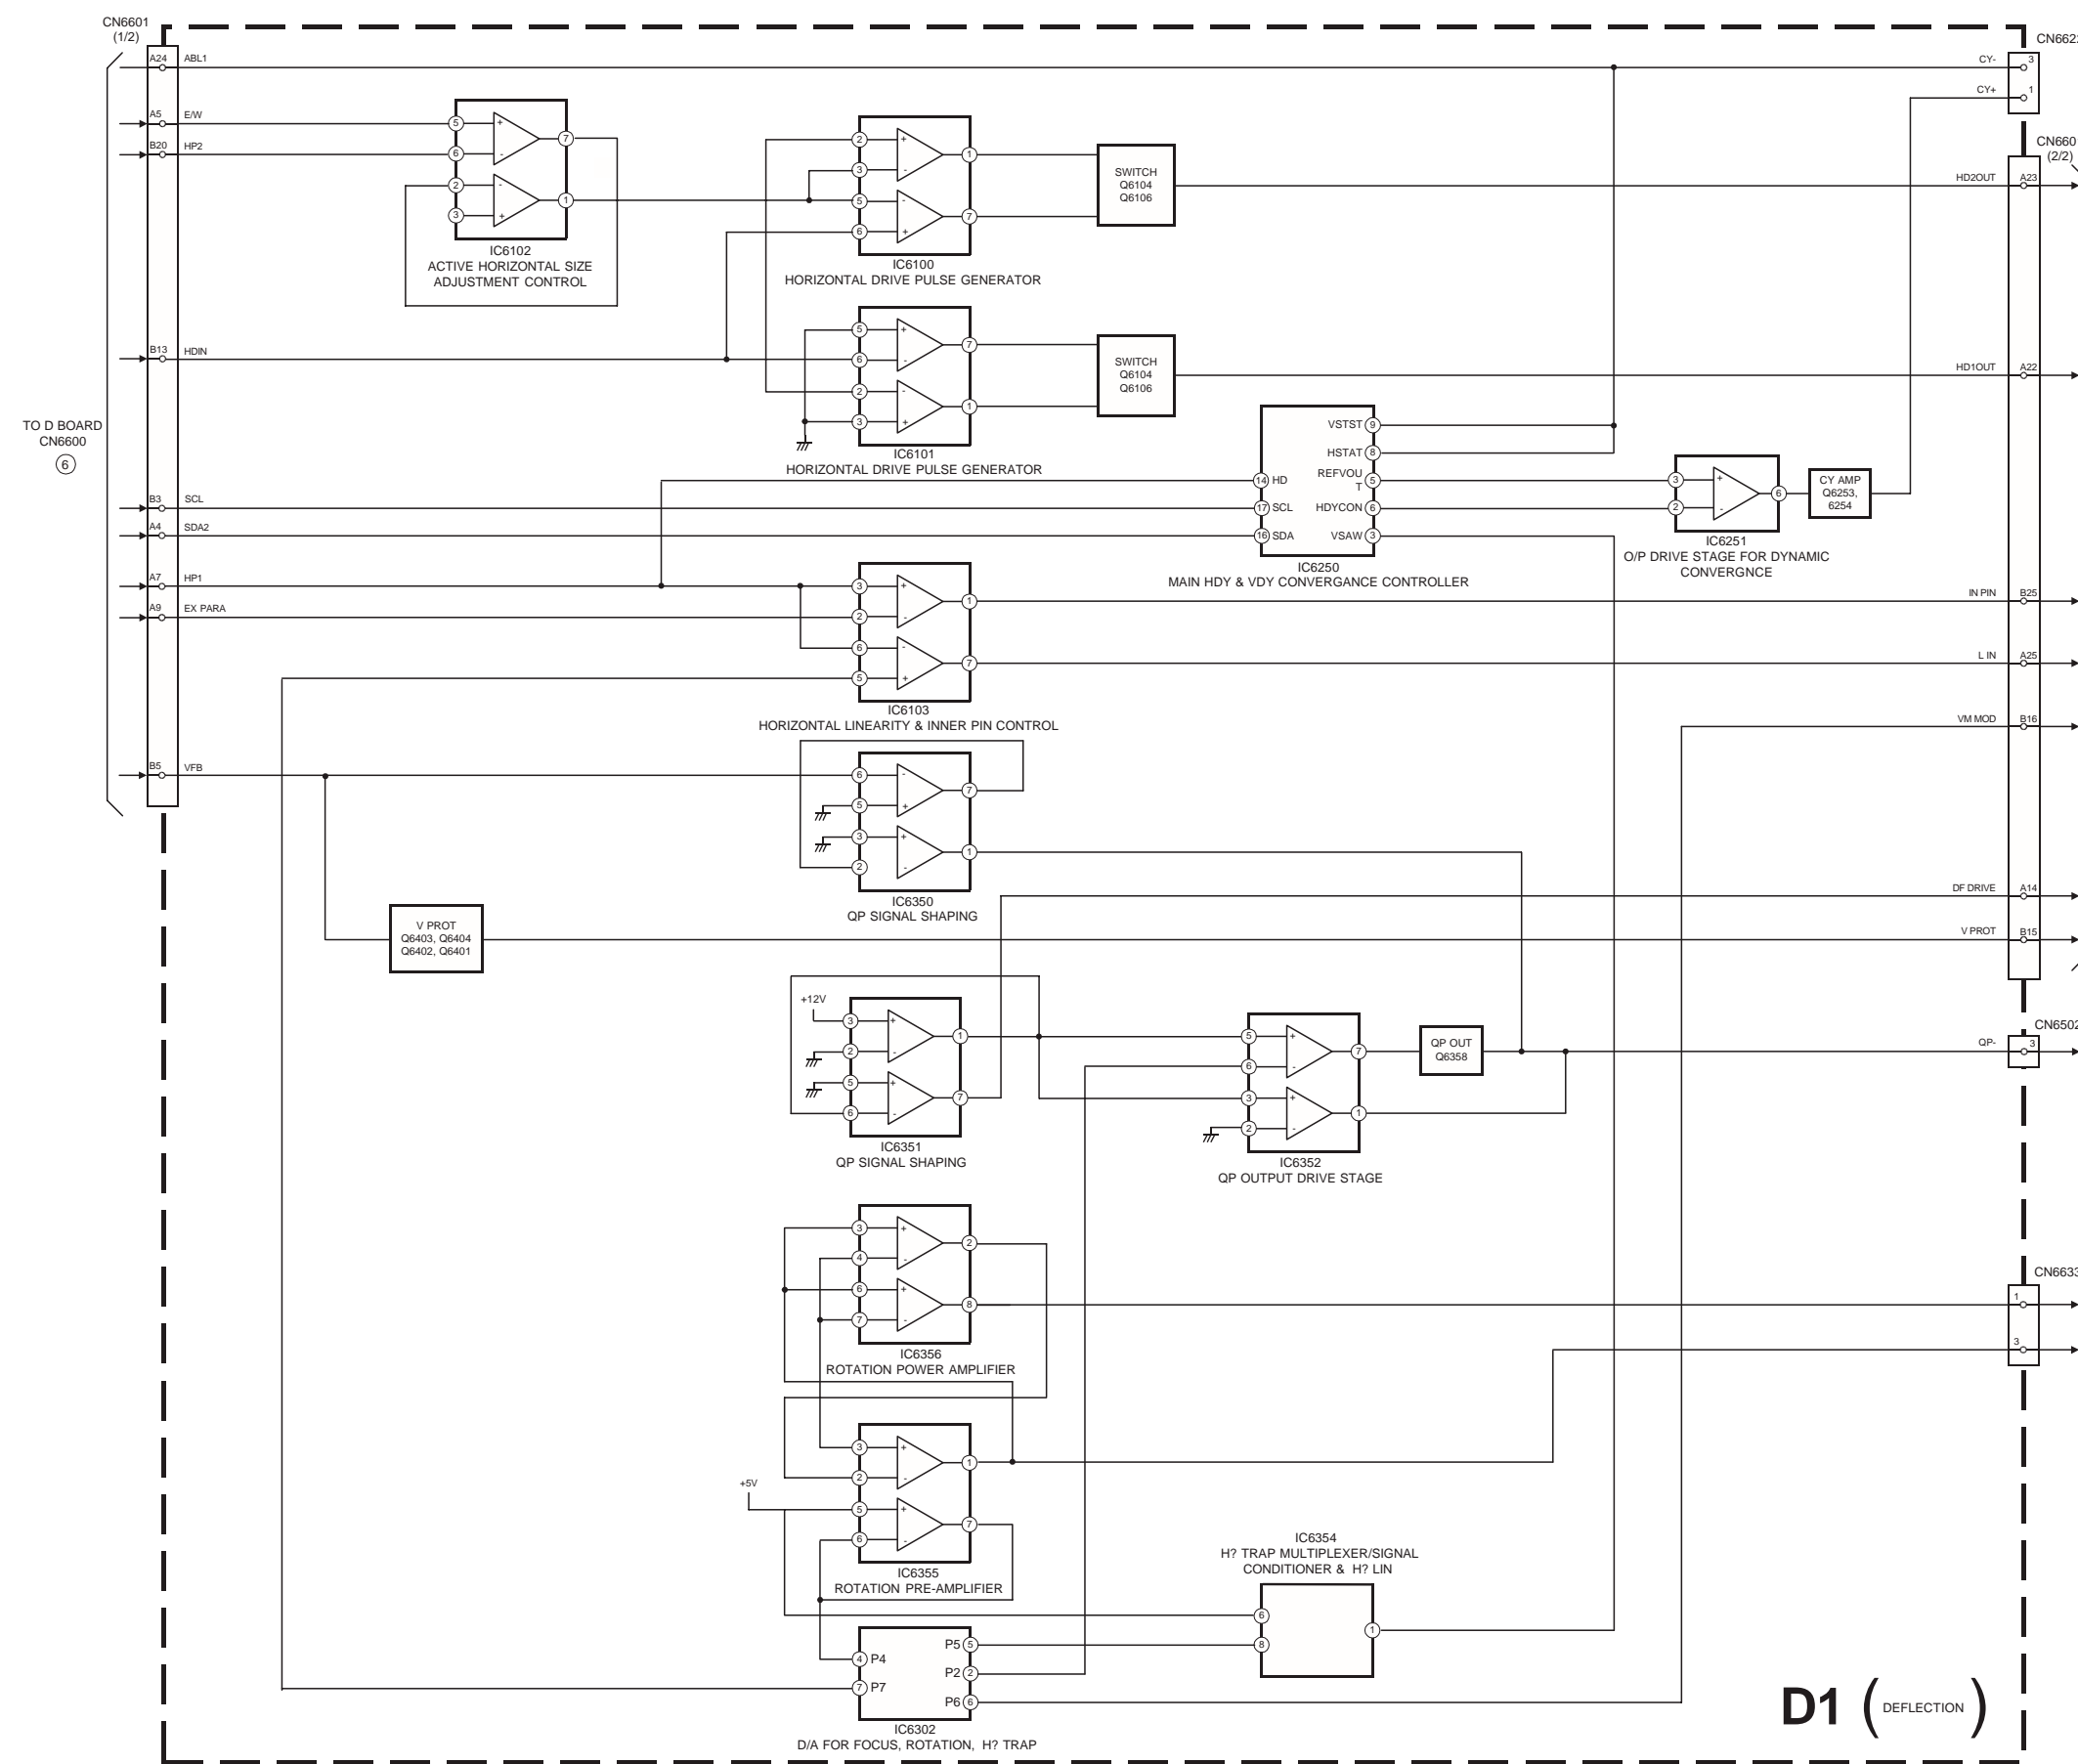 CN6601
(1/2)
CN662
A24 ABL1
CY- 3
CY+ 1
A5 E/W
B20 HP2
5 + 7
6 -
2 - 1
3 +
IC6102
ACTIVE HORIZONTAL SIZE
ADJUSTMENT CONTROL
2 + 1
3 -
5 - 7
6 +
IC6100
HORIZONTAL DRIVE PULSE GENERATOR
SWITCH
Q6104
Q6106
CN660
(2/2)
HD2OUT A23
B13 HDIN
5 + 7
6 -
2 - 1
3 +
IC6101
HORIZONTAL DRIVE PULSE GENERATOR
SWITCH
Q6104
Q6106
HD1OUT A22
TO D BOARD
CN6600
6
B3 SCL
A4 SDA2
VSTST 9
HSTAT 8
14 HD REFVOU 5
T
17 SCL HDYCON 6
16 SDA VSAW 3
IC6250
MAIN HDY & VDY CONVERGANCE CONTROLLER
3 + 6
2 -
IC6251
O/P DRIVE STAGE FOR DYNAMIC
CONVERGNCE
CY AMP
Q6253,
6254
A7 HP1
A9 EX PARA
3 + 1
2 -
6 - 7
5 +
IC6103
HORIZONTAL LINEARITY & INNER PIN CONTROL
IN PIN B25
L IN A25
VM MOD B16
B5 VFB
6 - 7
5 +
3 + 1
2 -
IC6350
QP SIGNAL SHAPING
DF DRIVE A14
V PROT
Q6403, Q6404
Q6402, Q6401
V PROT B15
+12V
3 + 1
2 -
5 + 7
6 -
IC6351
QP SIGNAL SHAPING
5 + 7
6 -
3 + 1
2 -
IC6352
QP OUTPUT DRIVE STAGE
QP OUT
Q6358
CN6502
QP- 3
3 + 2
4 -
6 + 8
7 -
IC6356
ROTATION POWER AMPLIFIER
CN6633
1
3
3 + 1
2 -
+5V
5 + 7
6 -
IC6355
ROTATION PRE-AMPLIFIER
IC6354
H? TRAP MULTIPLEXER/SIGNAL
CONDITIONER & H? LIN
6
8 1
P5 5
4 P4
P2 2
7 P7
P6 6
IC6302
D/A FOR FOCUS, ROTATION, H? TRAP
D1 ( DEFLECTION )